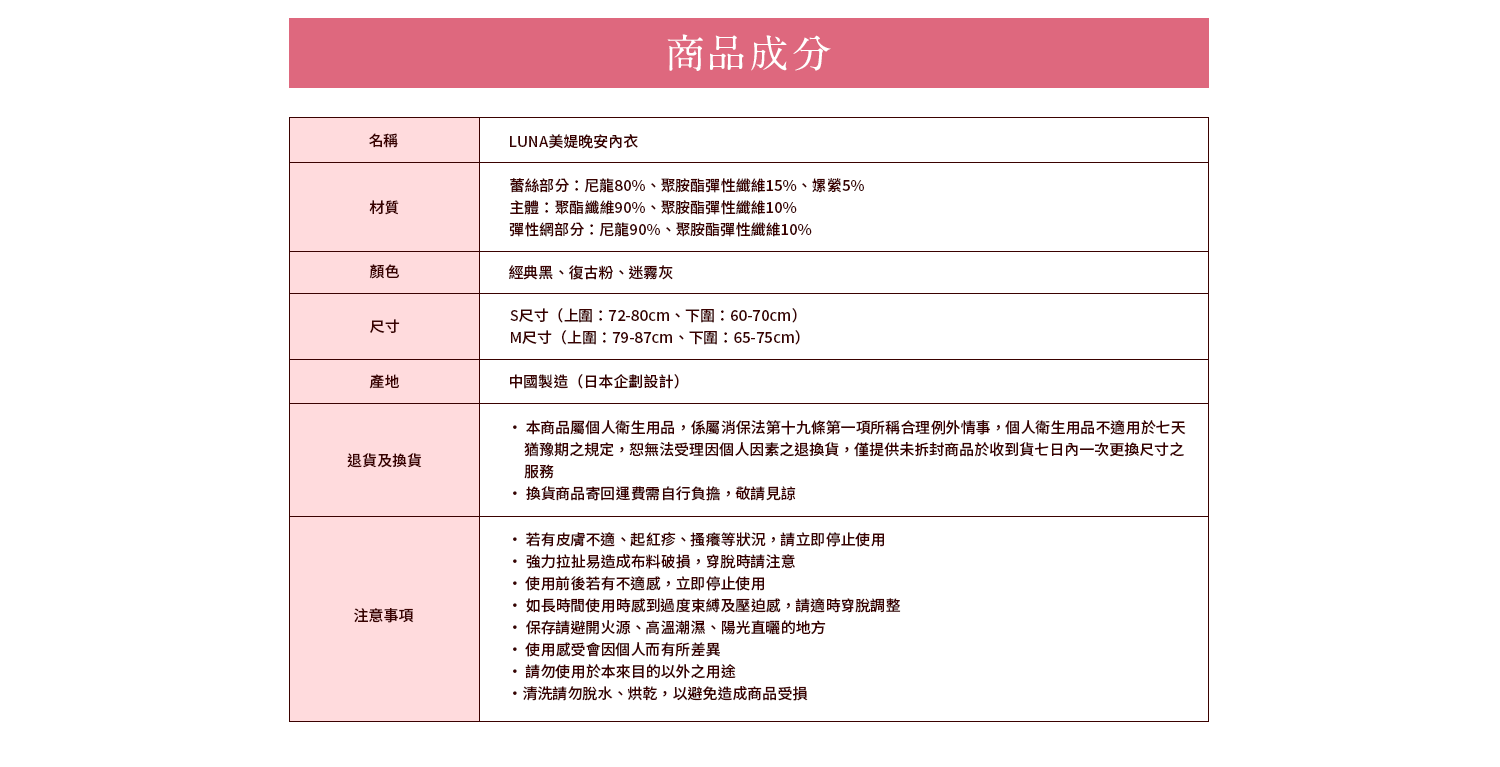 商品成分
名稱
LUNA美媞晚安內衣
材質
蕾絲部分：尼龍80%、聚胺酯彈性纖維15%、嫘縈5%
主體：聚酯纖維90%、聚胺酯彈性纖維10%
彈性網部分：尼龍90%、聚胺酯彈性纖維10%
顏色
經典黑、復古粉、迷霧灰
尺寸
S尺寸（上圍：72-80cm、下圍：60-70cm）
M尺寸（上圍：79-87cm、下圍：65-75cm）
產地
中國製造（日本企劃設計）
退貨及換貨
・ 本商品屬個人衛生用品，係屬消保法第十九條第一項所稱合理例外情事，個人衛生用品不適用於七天
猶豫期之規定，恕無法受理因個人因素之退換貨，僅提供未拆封商品於收到貨七日內一次更換尺寸之
服務
・ 換貨商品寄回運費需自行負擔，敬請見諒
注意事項
・ 若有皮膚不適、起紅疹、搔癢等狀況，請立即停止使用
・ 強力拉扯易造成布料破損，穿脫時請注意
・ 使用前後若有不適感，立即停止使用
・ 如長時間使用時感到過度束縛及壓迫感，請適時穿脫調整
・ 保存請避開火源、高溫潮濕、陽光直曬的地方
・ 使用感受會因個人而有所差異
・ 請勿使用於本來目的以外之用途
・清洗請勿脫水、烘乾，以避免造成商品受損